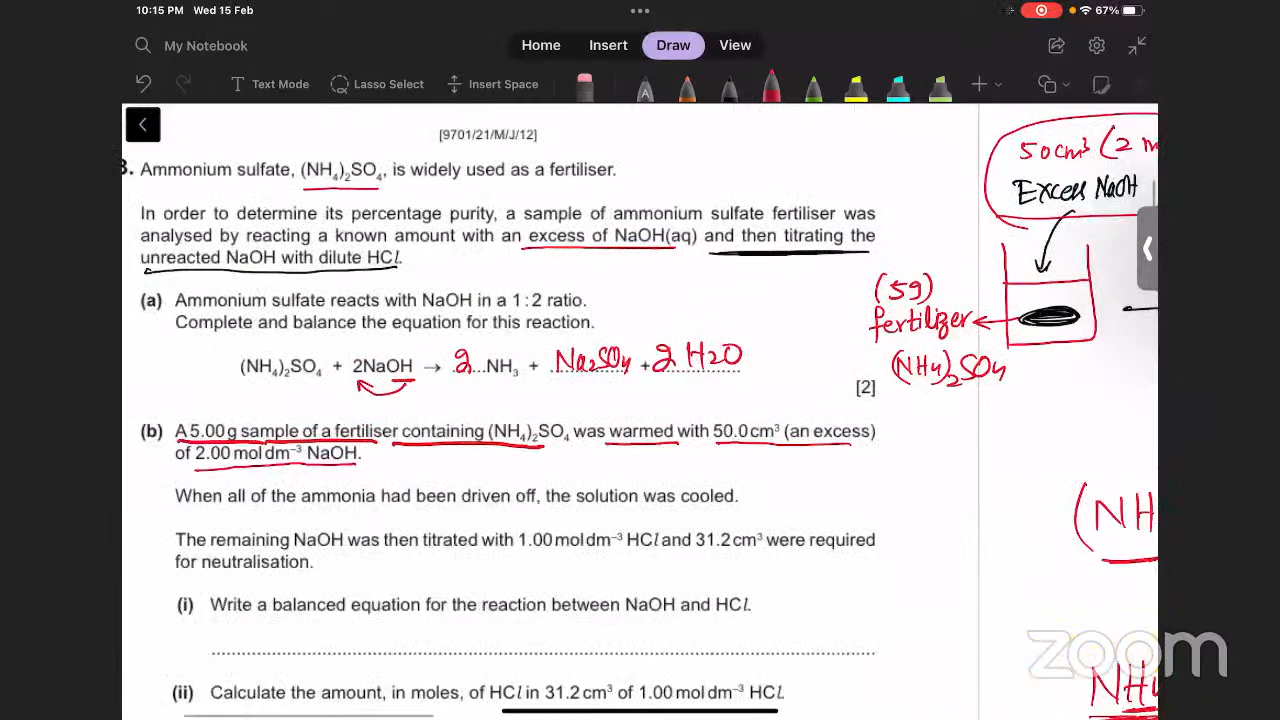 10:15 PM Wed 15 Feb
67%
My Notebook
Home Insert Draw View
Text Mode Lasso Select Insert Space
[9701/21/M/J/12]
3. Ammonium sulfate, (NH₄)₂SO₄, is widely used as a fertiliser.
In order to determine its percentage purity, a sample of ammonium sulfate fertiliser was
analysed by reacting a known amount with an excess of NaOH(aq) and then titrating the
unreacted NaOH with dilute HCl.
(a) Ammonium sulfate reacts with NaOH in a 1 : 2 ratio.
Complete and balance the equation for this reaction.
(NH₄)₂SO₄ + 2NaOH → 2...NH₃ + Na₂SO₄ + 2 H2O
[2]
(b) A 5.00 g sample of a fertiliser containing (NH₄)₂SO₄ was warmed with 50.0 cm³ (an excess)
of 2.00 mol dm⁻³ NaOH.
When all of the ammonia had been driven off, the solution was cooled.
The remaining NaOH was then titrated with 1.00 mol dm⁻³ HCl and 31.2 cm³ were required
for neutralisation.
(i) Write a balanced equation for the reaction between NaOH and HCl.
(ii) Calculate the amount, in moles, of HCl in 31.2 cm³ of 1.00 mol dm⁻³ HCl.
50cm³ (2 m
Excess NaOH
(5g)
fertilizer
(NH₄)₂SO₄
(NH
NH₄
zoom